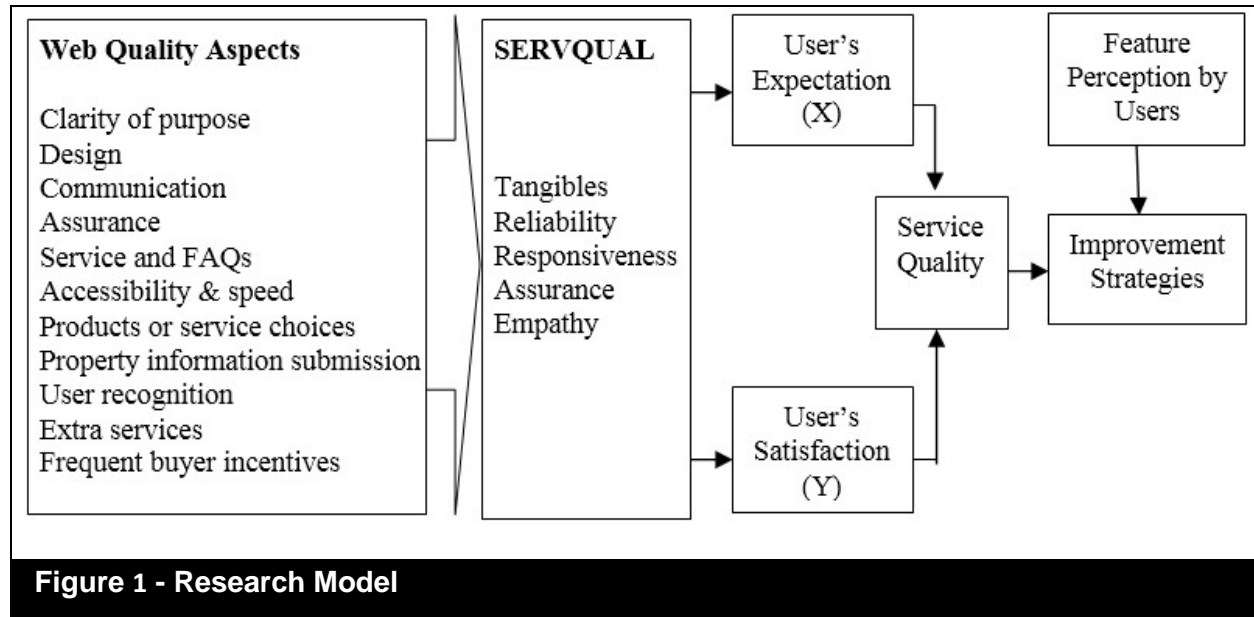 Web Quality Aspects
Clarity of purpose
Design
Communication
Assurance
Service and FAQs
Accessibility & speed
Products or service choices
Property information submission
User recognition
Extra services
Frequent buyer incentives
SERVQUAL
Tangibles
Reliability
Responsiveness
Assurance
Empathy
User's
Expectation
(X)
User's
Satisfaction
(Y)
Service
Quality
Feature
Perception by
Users
Improvement
Strategies
Figure 1 - Research Model